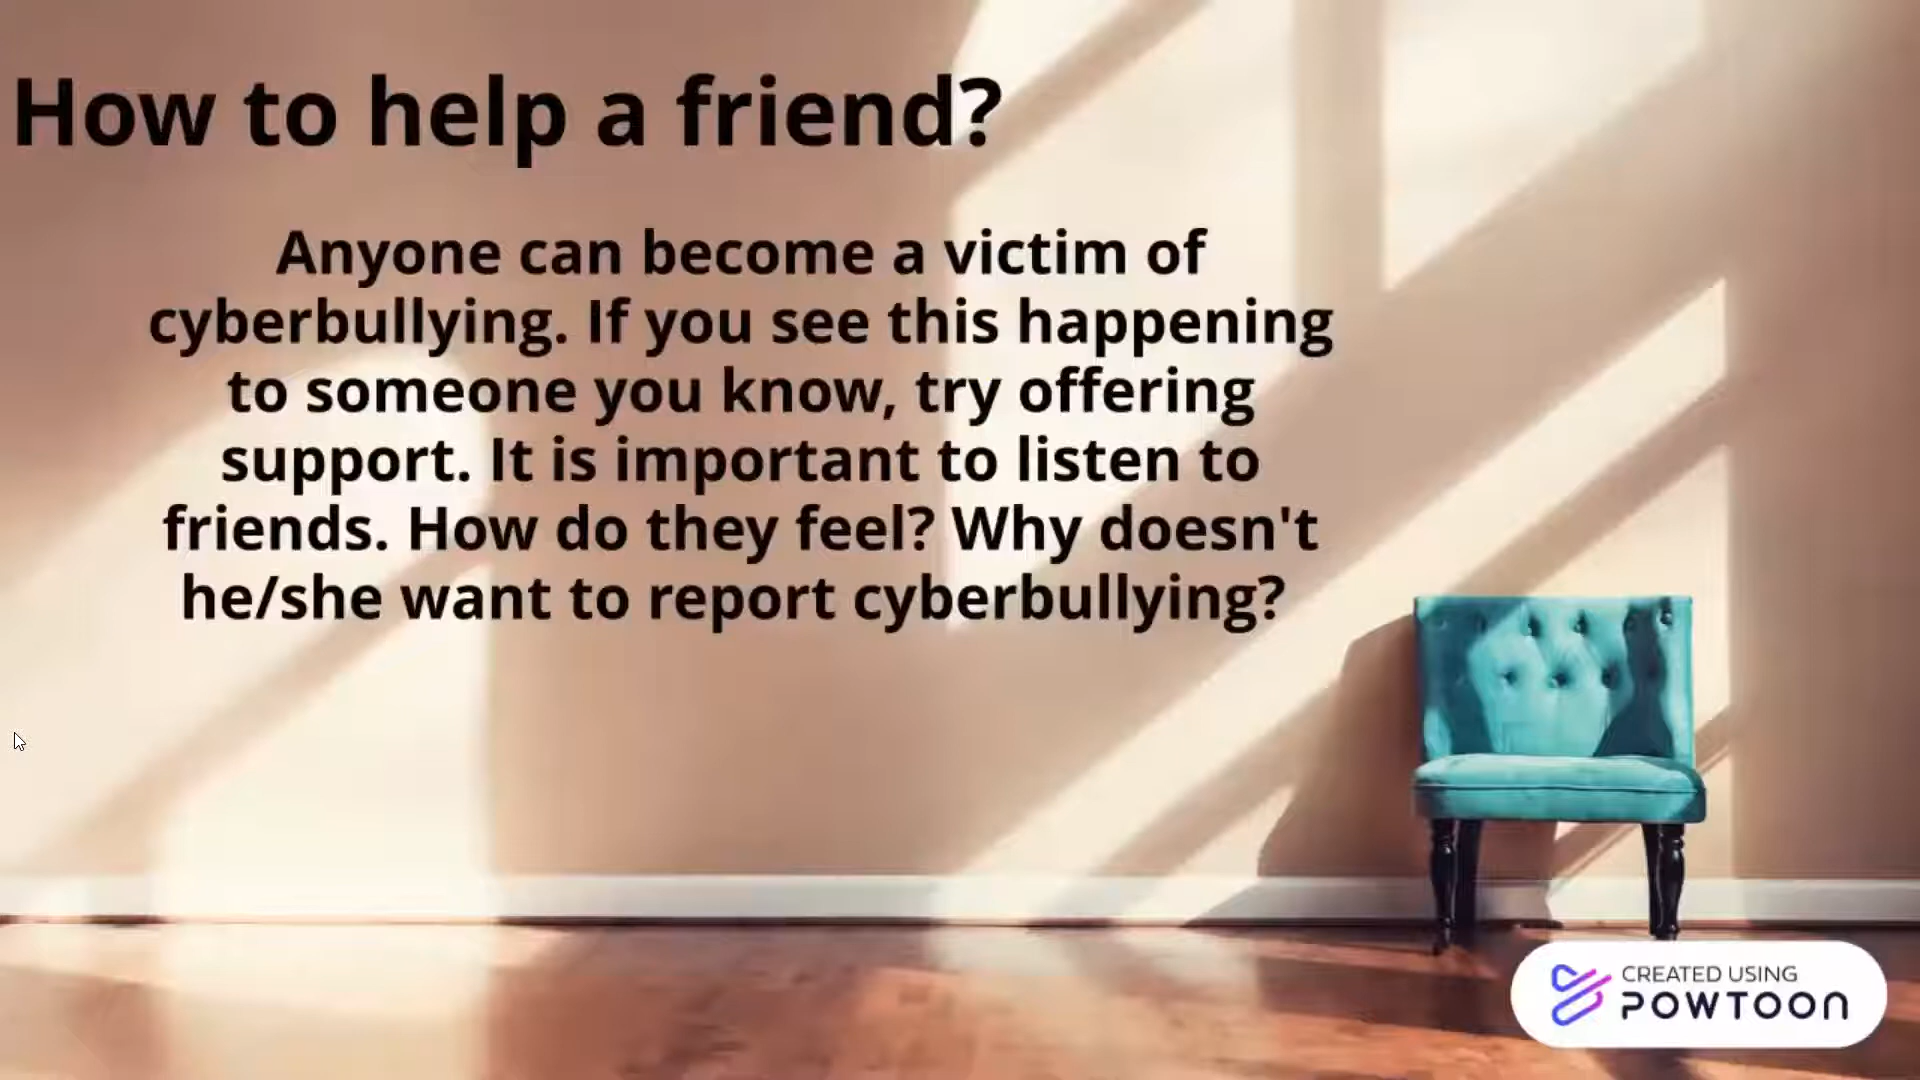 How to help a friend?
Anyone can become a victim of
cyberbullying. If you see this happening
to someone you know, try offering
support. It is important to listen to
friends. How do they feel? Why doesn't
he/she want to report cyberbullying?
CREATED USING
POWTOON